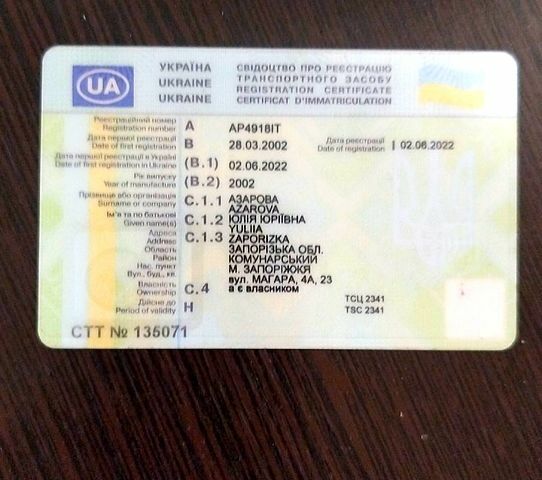 UA
УКРАЇНА
UKRAINE
UKRAINE
СВІДОЦТВО ПРО РЕЄСТРАЦІЮ
ТРАНСПОРТНОГО ЗАСОБУ
REGISTRATION CERTIFICATE
CERTIFICAT D'IMMATRICULATION
Реєстраційний номер
Registration number A AP4918IT
Дата першої реєстрації
Date of first registration B 28.03.2002
Дата реєстрації
Date of registration I 02.06.2022
Дата першої реєстрації в Україні
Date of first registration in Ukraine (B.1) 02.06.2022
Рік випуску
Year of manufacture (B.2) 2002
Прізвище або організація C.1.1 АЗАРОВА
Surname or company AZAROVA
Ім'я та по батькові C.1.2 ЮЛІЯ ЮРІЇВНА
Given name(s) YULIIA
Адреса C.1.3 ZAPORIZKA
Address ЗАПОРІЗЬКА ОБЛ.
Область КОМУНАРСЬКИЙ
Район М. ЗАПОРІЖЖЯ
Нас. пункт
Вул., буд., кв. вул. МАГАРА, 4А, 23
Власність
Ownership C.4 а є власником
Дійсне до
Period of validity H
ТСЦ 2341
TSC 2341
СТТ № 135071